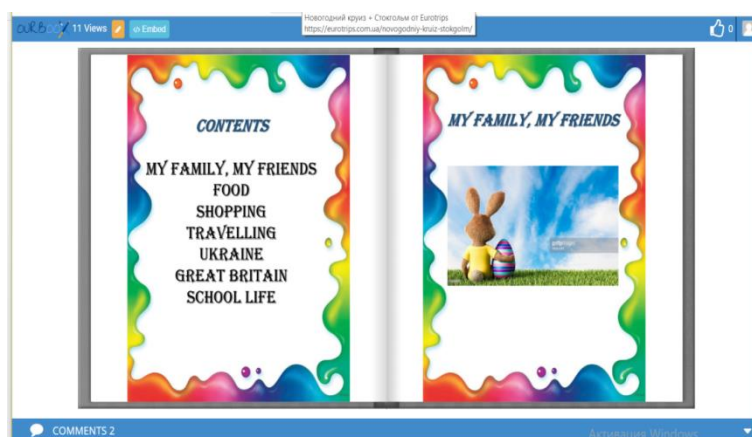 Новогодний круиз + Стокгольм от Eurotrips
https://eurotrips.com.ua/novogodniy-kruiz-stokgolm/
11 Views
Embed
0
CONTENTS
MY FAMILY, MY FRIENDS
FOOD
SHOPPING
TRAVELLING
UKRAINE
GREAT BRITAIN
SCHOOL LIFE
MY FAMILY, MY FRIENDS
COMMENTS 2
Активация Windows